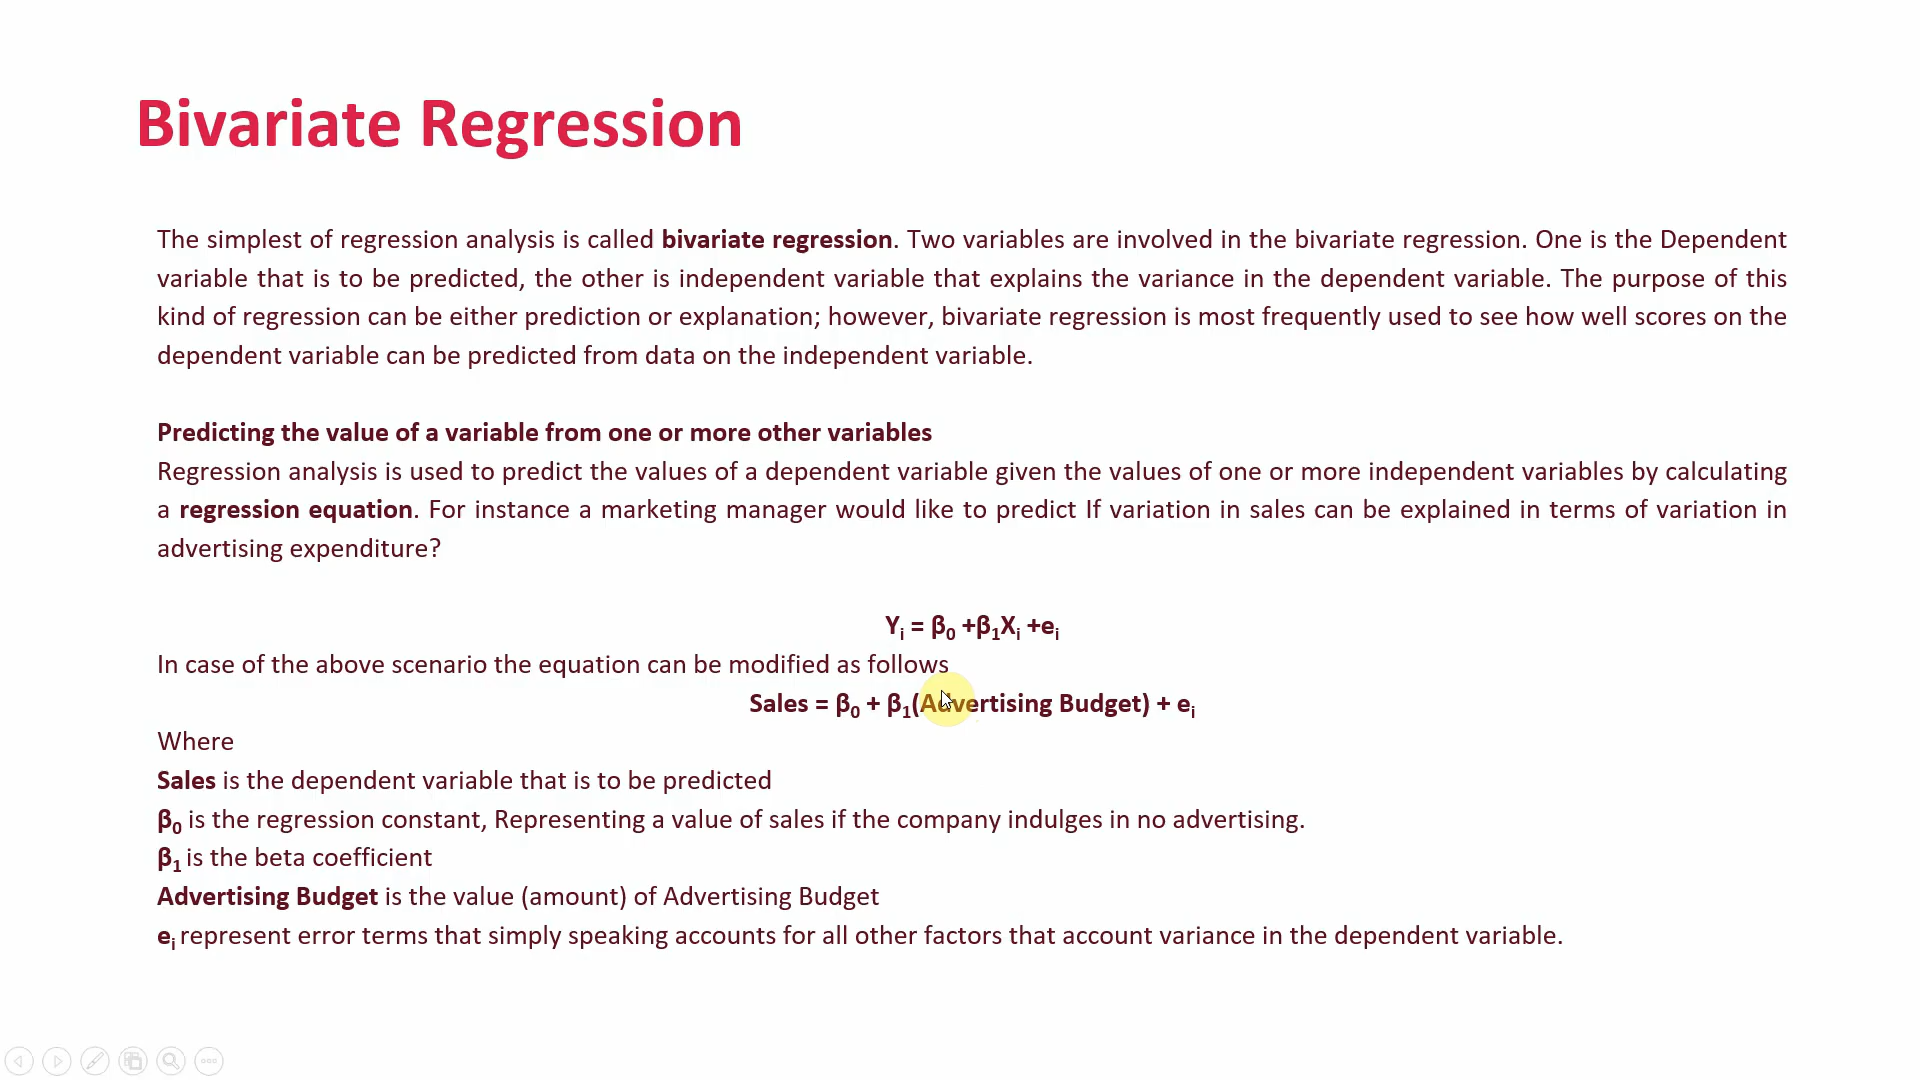 Bivariate Regression
The simplest of regression analysis is called bivariate regression. Two variables are involved in the bivariate regression. One is the Dependent
variable that is to be predicted, the other is independent variable that explains the variance in the dependent variable. The purpose of this
kind of regression can be either prediction or explanation; however, bivariate regression is most frequently used to see how well scores on the
dependent variable can be predicted from data on the independent variable.
Predicting the value of a variable from one or more other variables
Regression analysis is used to predict the values of a dependent variable given the values of one or more independent variables by calculating
a regression equation. For instance a marketing manager would like to predict If variation in sales can be explained in terms of variation in
advertising expenditure?
Yᵢ = β₀ +β₁Xᵢ +eᵢ
In case of the above scenario the equation can be modified as follows
Sales = β₀ + β₁(Advertising Budget) + eᵢ
Where
Sales is the dependent variable that is to be predicted
β₀ is the regression constant, Representing a value of sales if the company indulges in no advertising.
β₁ is the beta coefficient
Advertising Budget is the value (amount) of Advertising Budget
eᵢ represent error terms that simply speaking accounts for all other factors that account variance in the dependent variable.